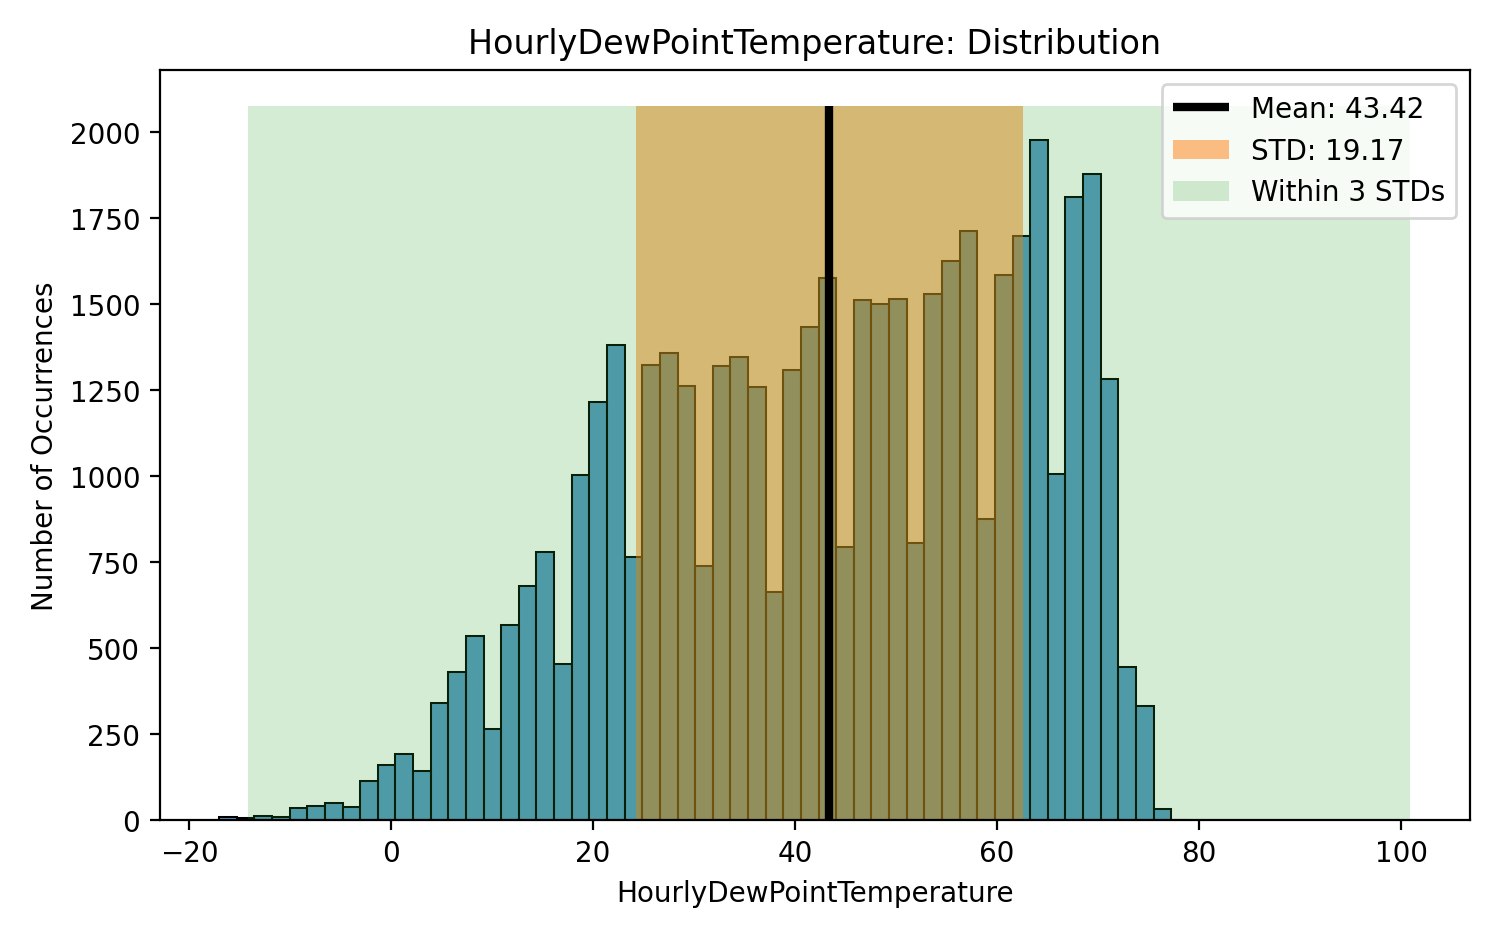 HourlyDewPointTemperature: Distribution
Mean: 43.42
STD: 19.17
Within 3 STDs
Number of Occurrences
2000
1750
1500
1250
1000
750
500
250
0
−20 0 20 40 60 80 100
HourlyDewPointTemperature